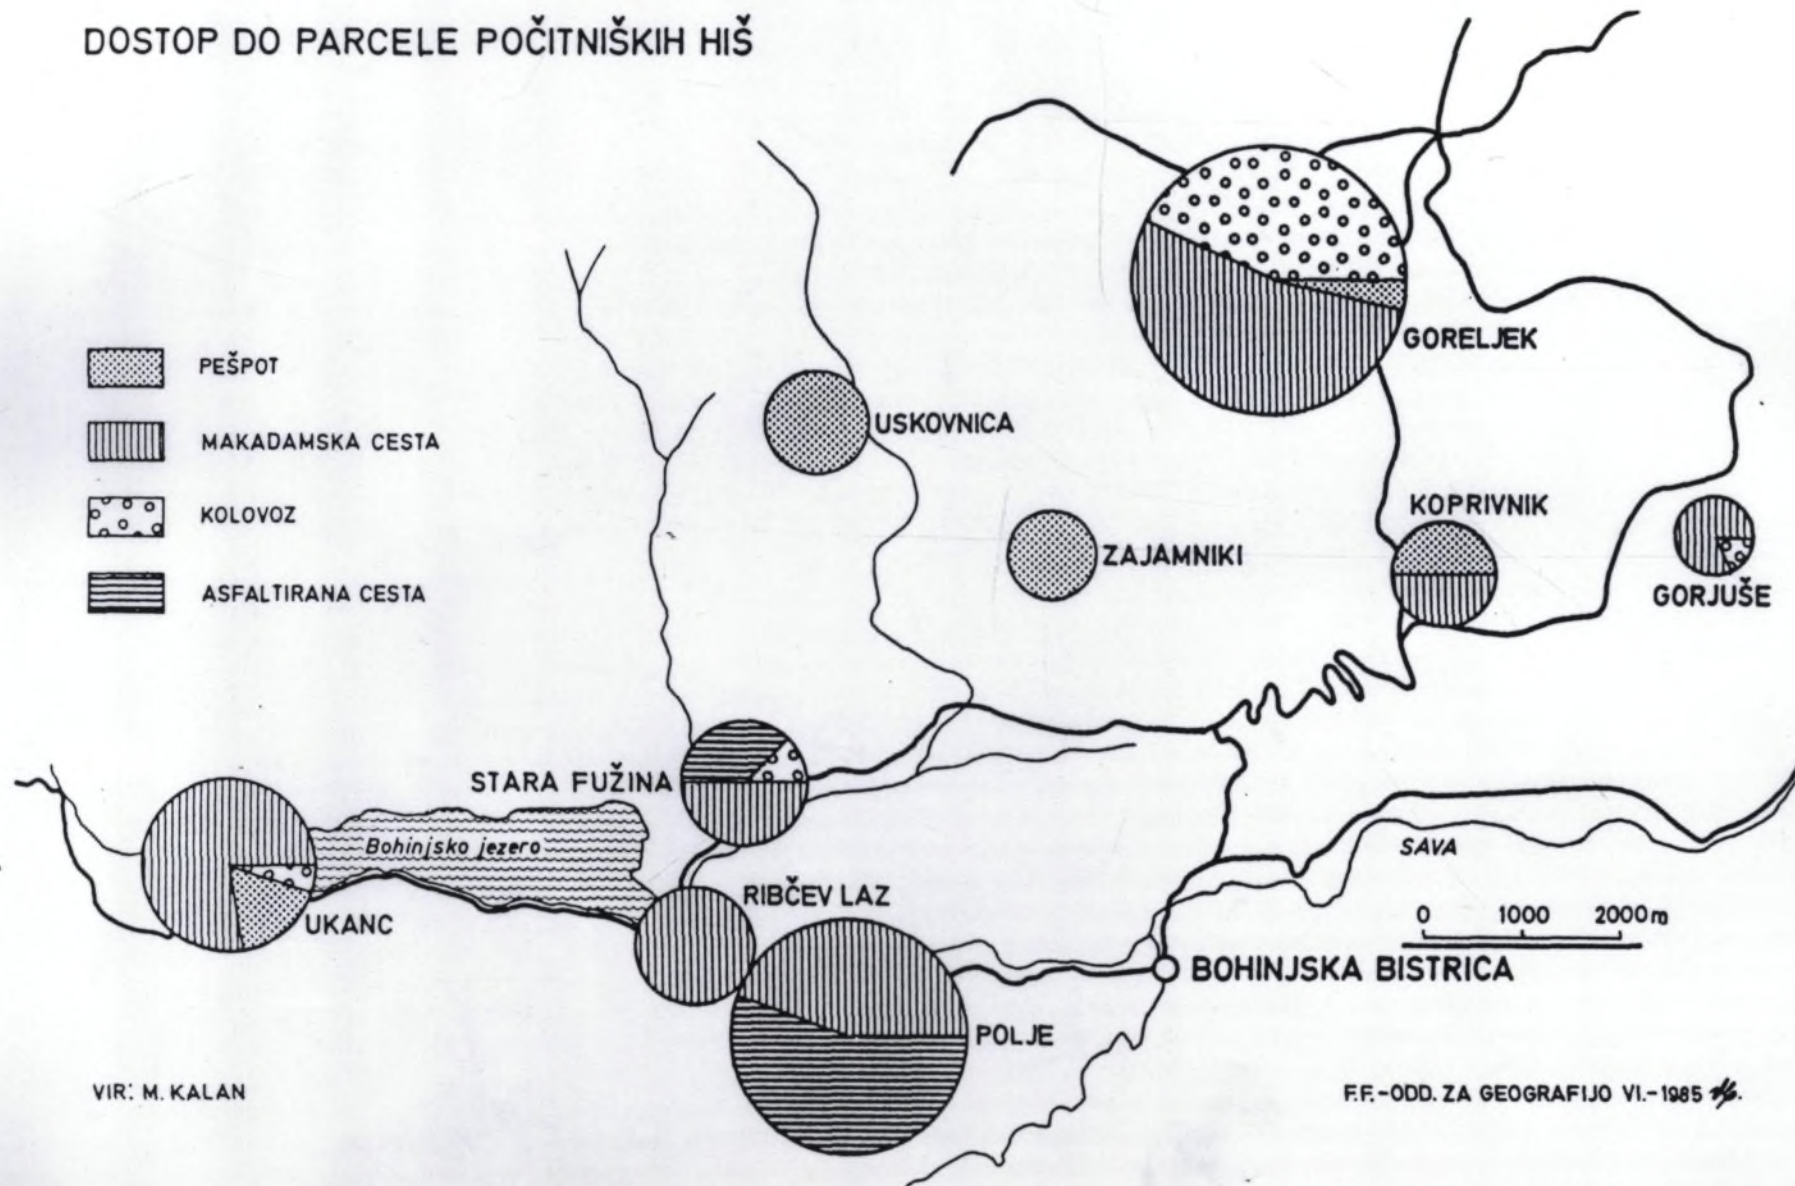 DOSTOP DO PARCELE POČITNIŠKIH HIŠ
PEŠPOT
MAKADAMSKA CESTA
KOLOVOZ
ASFALTIRANA CESTA
GORELJEK
USKOVNICA
KOPRIVNIK
ZAJAMNIKI
GORJUŠE
STARA FUŽINA
Bohinjsko jezero
SAVA
RIBČEV LAZ
UKANC
0 1000 2000m
BOHINJSKA BISTRICA
POLJE
VIR: M. KALAN
F.F.-ODD. ZA GEOGRAFIJO VI.-1985